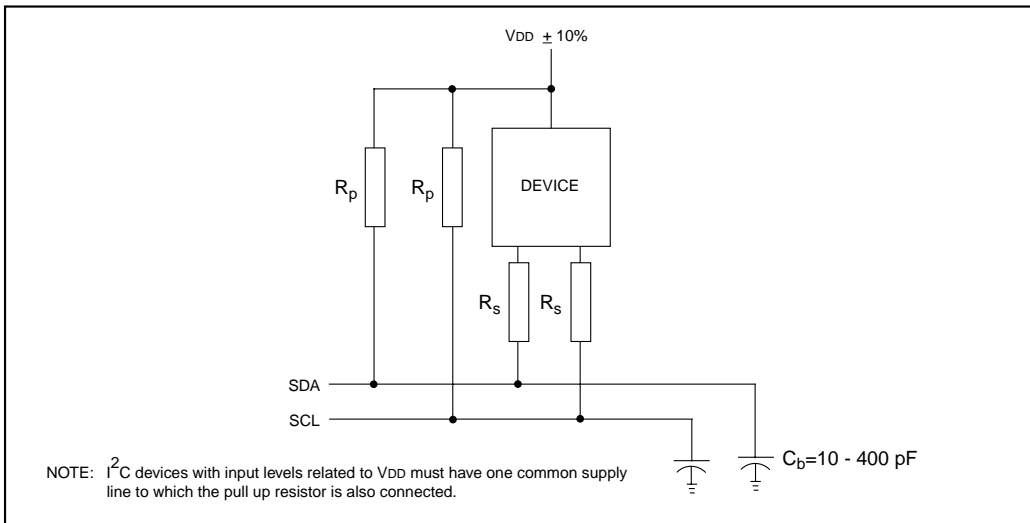 VDD ± 10%
Rp
Rp
DEVICE
Rs
Rs
SDA
SCL
Cb=10 - 400 pF
NOTE: I2C devices with input levels related to VDD must have one common supply
line to which the pull up resistor is also connected.